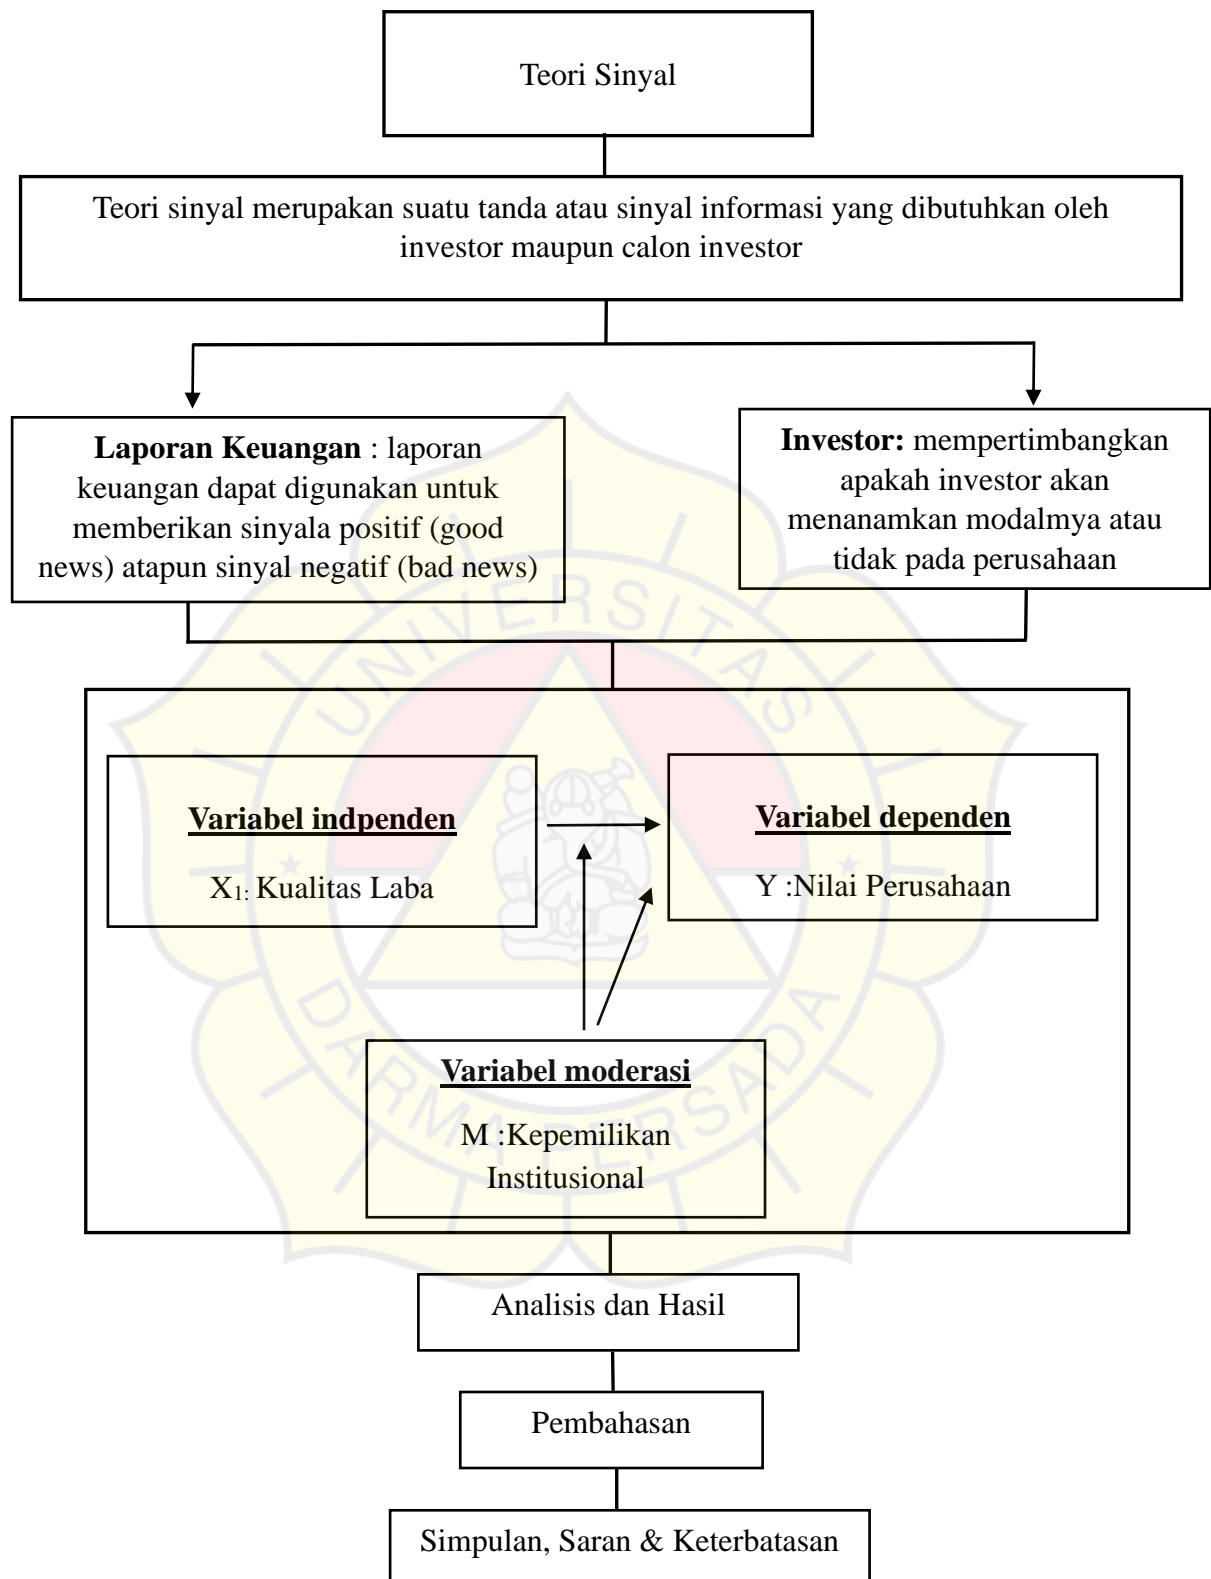 Teori Sinyal
Teori sinyal merupakan suatu tanda atau sinyal informasi yang dibutuhkan oleh
investor maupun calon investor
Laporan Keuangan : laporan
keuangan dapat digunakan untuk
memberikan sinyala positif (good
news) atapun sinyal negatif (bad news)
Investor: mempertimbangkan
apakah investor akan
menanamkan modalmya atau
tidak pada perusahaan
UNIVERSITAS
Variabel indpenden
X1: Kualitas Laba
Variabel dependen
Y :Nilai Perusahaan
Variabel moderasi
M :Kepemilikan
Institusional
DARMA PERSADA
Analisis dan Hasil
Pembahasan
Simpulan, Saran & Keterbatasan